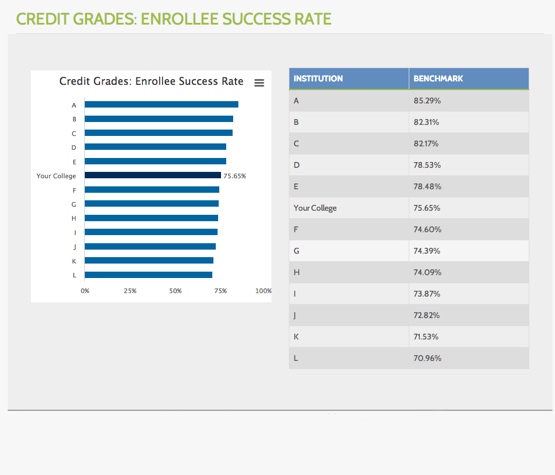 CREDIT GRADES: ENROLLEE SUCCESS RATE
Credit Grades: Enrollee Success Rate
A
B
C
D
E
Your College 75.65%
F
G
H
I
J
K
L
0% 25% 50% 75% 100%
INSTITUTION BENCHMARK
A 85.29%
B 82.31%
C 82.17%
D 78.53%
E 78.48%
Your College 75.65%
F 74.60%
G 74.39%
H 74.09%
I 73.87%
J 72.82%
K 71.53%
L 70.96%